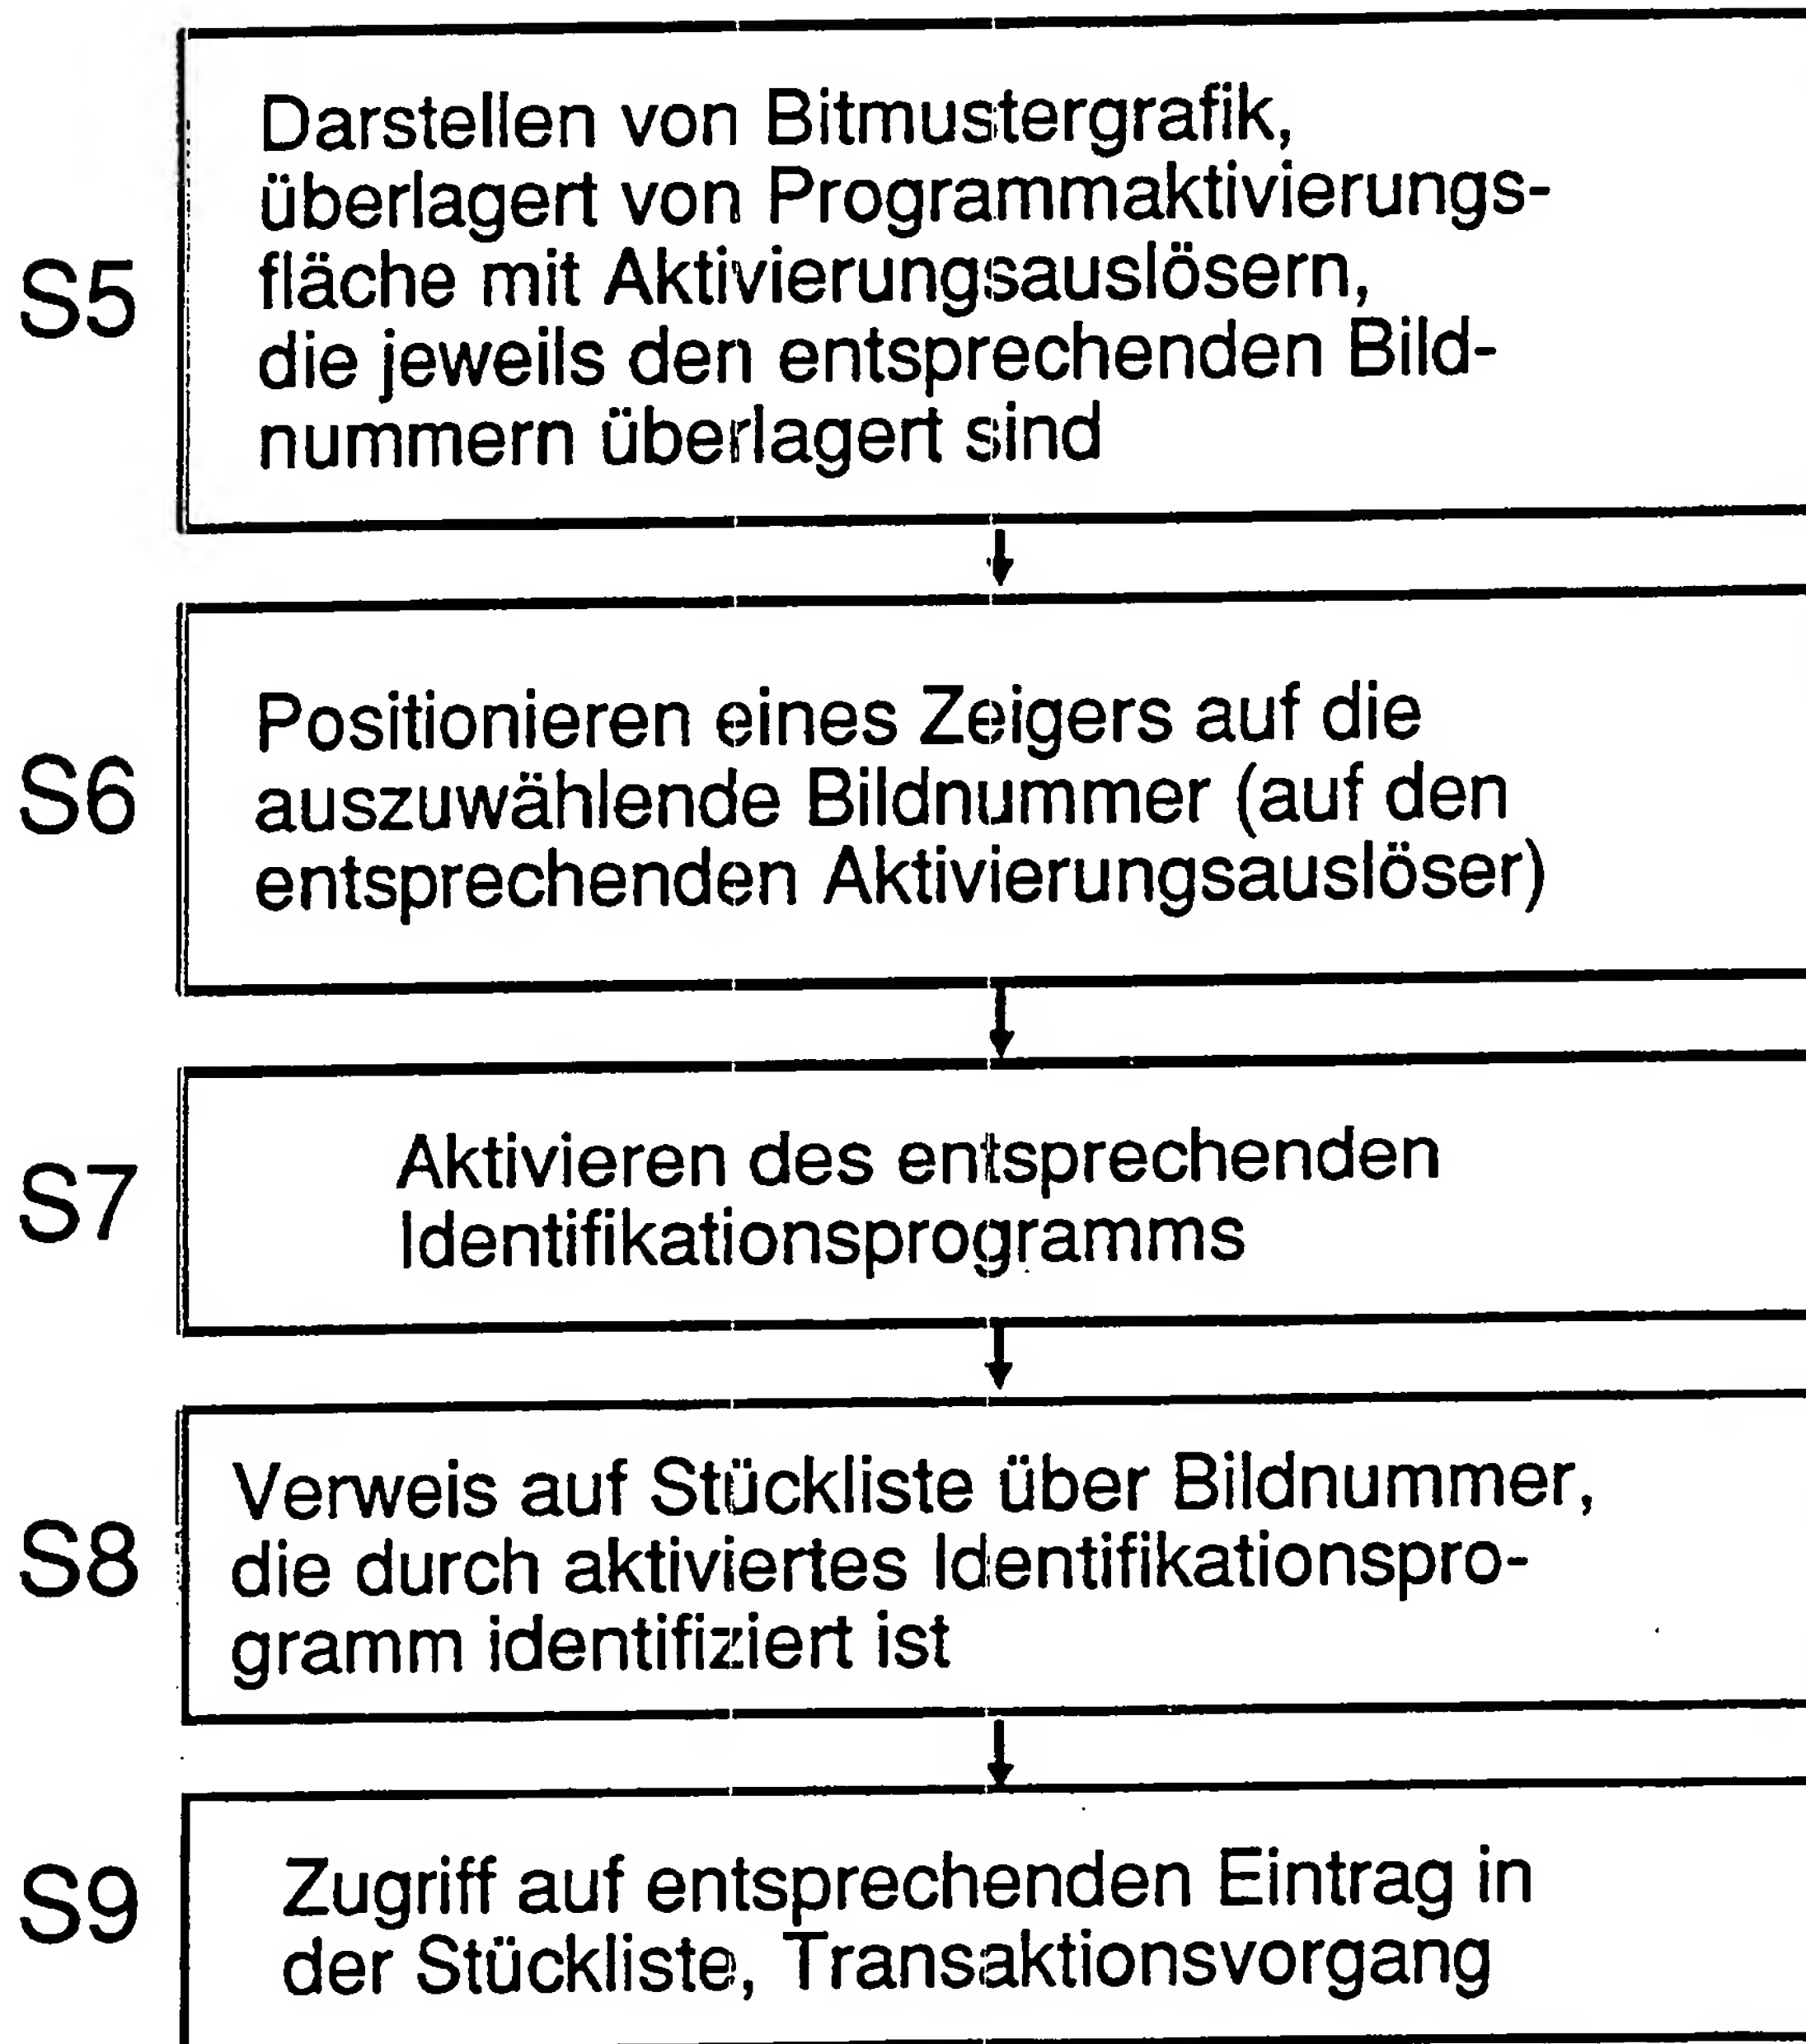 S5
Darstellen von Bitmustergrafik,
überlagert von Programmaktivierungs-
fläche mit Aktivierungsauslösern,
die jeweils den entsprechenden Bild-
nummern überlagert sind
S6
Positionieren eines Zeigers auf die
auszuwählende Bildnummer (auf den
entsprechenden Aktivierungsauslöser)
S7
Aktivieren des entsprechenden
Identifikationsprogramms
S8
Verweis auf Stückliste über Bildnummer,
die durch aktiviertes Identifikationspro-
gramm identifiziert ist
S9
Zugriff auf entsprechenden Eintrag in
der Stückliste, Transaktionsvorgang